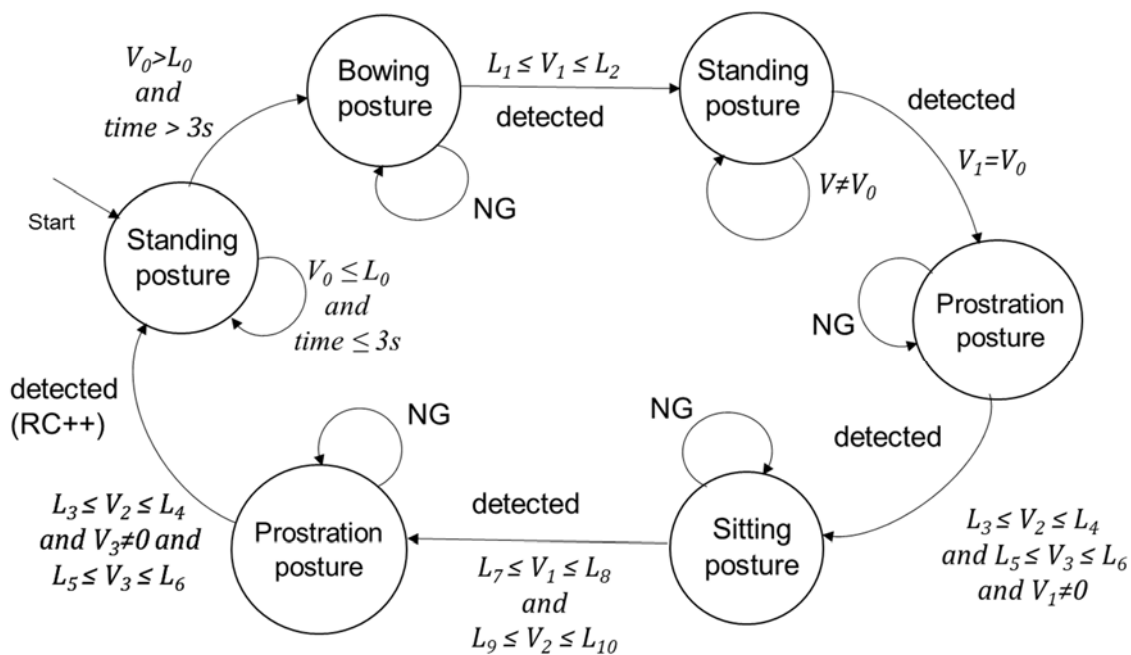 V₀>L₀
and
time > 3s
Bowing
posture
L₁ ≤ V₁ ≤ L₂
detected
Standing
posture
detected
V₁=V₀
NG
V≠V₀
Start
Standing
posture
V₀ ≤ L₀
and
time ≤ 3s
NG
Prostration
posture
detected
(RC++)
NG
NG
detected
L₃ ≤ V₂ ≤ L₄
and V₃≠0 and
L₅ ≤ V₃ ≤ L₆
Prostration
posture
detected
L₇ ≤ V₁ ≤ L₈
and
L₉ ≤ V₂ ≤ L₁₀
Sitting
posture
L₃ ≤ V₂ ≤ L₄
and L₅ ≤ V₃ ≤ L₆
and V₁≠0